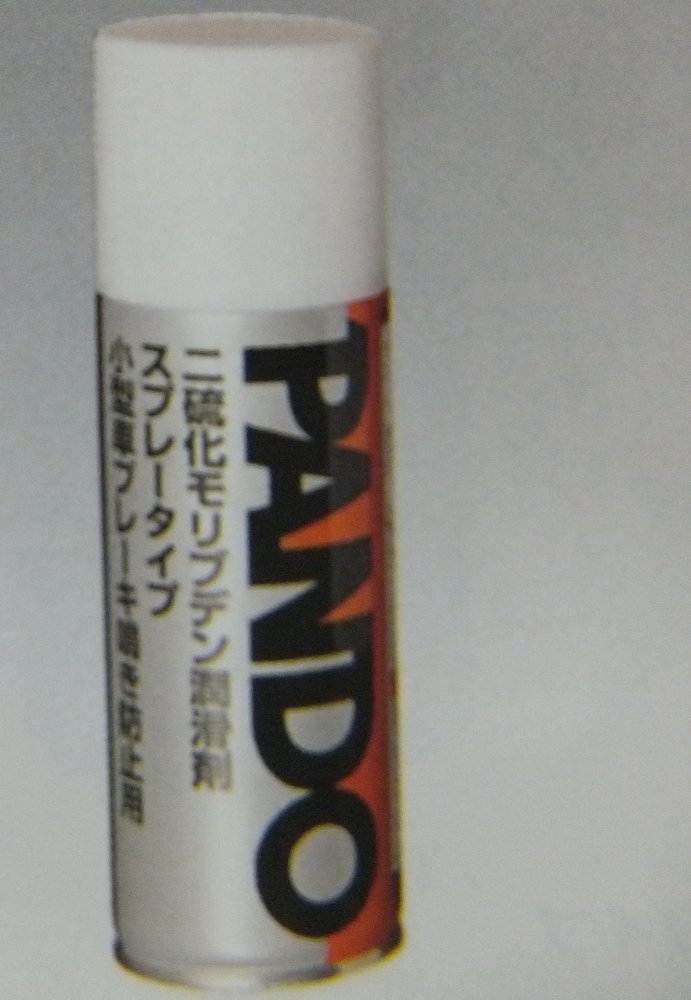 PANDO
二硫化モリブデン潤滑剤
スプレータイプ
小型車ブレーキ鳴き防止用